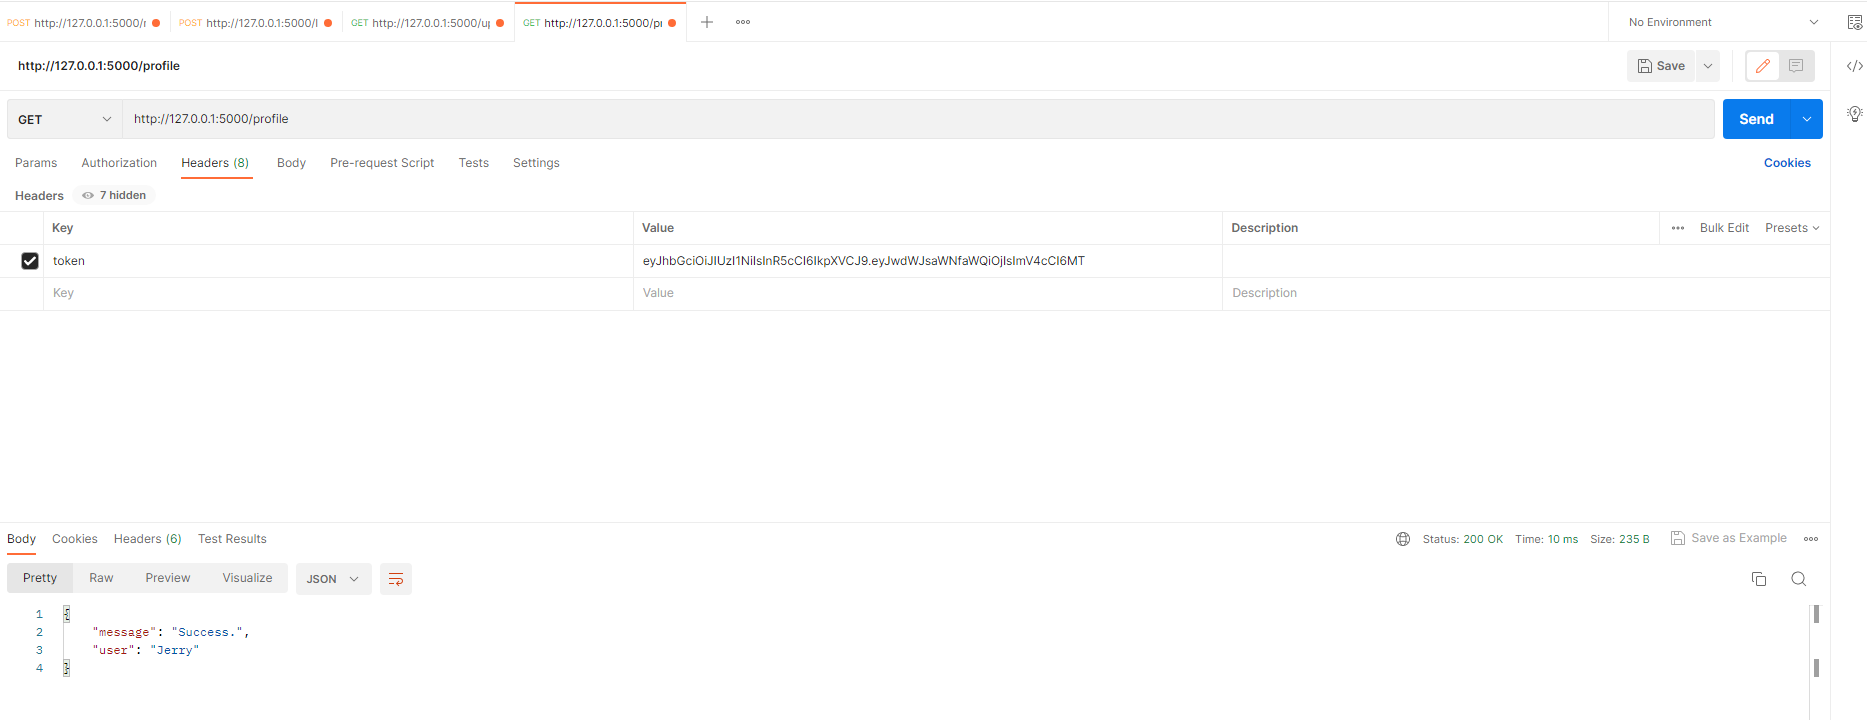 POST http://127.0.0.1:5000/r
POST http://127.0.0.1:5000/l
GET http://127.0.0.1:5000/up
GET http://127.0.0.1:5000/pr
No Environment
http://127.0.0.1:5000/profile
Save
GET http://127.0.0.1:5000/profile Send
Params Authorization Headers (8) Body Pre-request Script Tests Settings Cookies
Headers 7 hidden
Key Value Description Bulk Edit Presets
token eyJhbGciOiJIUzI1NiIsInR5cCI6IkpXVCJ9.eyJwdWJsaWNfaWQiOjIsImV4cCI6MT
Key Value Description
Body Cookies Headers (6) Test Results Status: 200 OK Time: 10 ms Size: 235 B Save as Example
Pretty Raw Preview Visualize JSON
1 {
2 "message": "Success.",
3 "user": "Jerry"
4 }